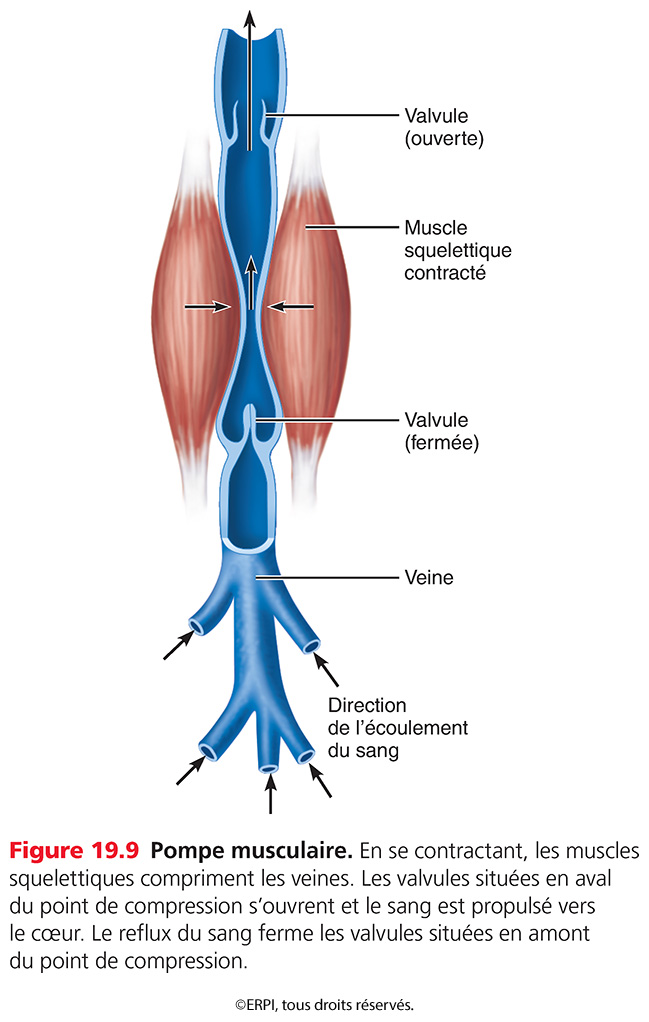 Valvule
(ouverte)
Muscle
squelettique
contracté
Valvule
(fermée)
Veine
Direction
de l’écoulement
du sang
Figure 19.9 Pompe musculaire. En se contractant, les muscles
squelettiques compriment les veines. Les valvules situées en aval
du point de compression s’ouvrent et le sang est propulsé vers
le cœur. Le reflux du sang ferme les valvules situées en amont
du point de compression.
©ERPI, tous droits réservés.